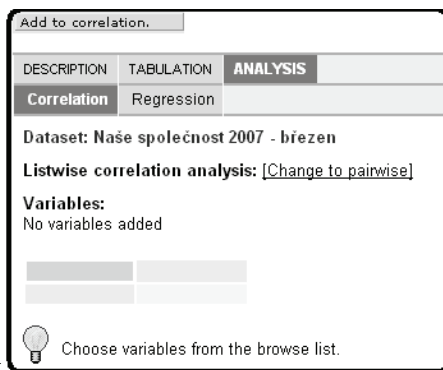 Add to correlation.
DESCRIPTION TABULATION ANALYSIS
Correlation Regression
Dataset: Naše společnost 2007 - březen
Listwise correlation analysis: [Change to pairwise]
Variables:
No variables added
Choose variables from the browse list.